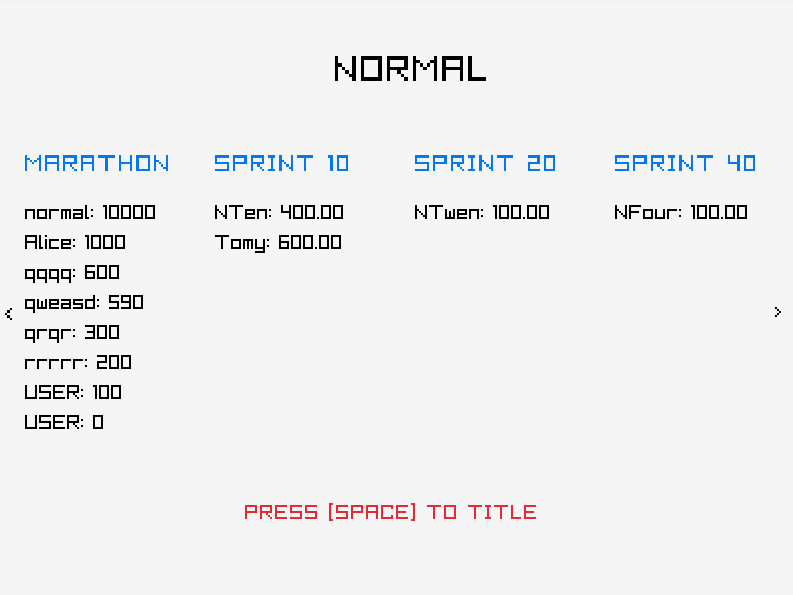 NORMAL
MARATHON SPRINT 10 SPRINT 20 SPRINT 40
normal: 10000 NTen: 400.00 NTwen: 100.00 NFour: 100.00
Alice: 1000 Tomy: 600.00
qqqq: 600
qweasd: 590
< >
qrqr: 300
rrrrr: 200
USER: 100
USER: 0
PRESS [SPACE] TO TITLE